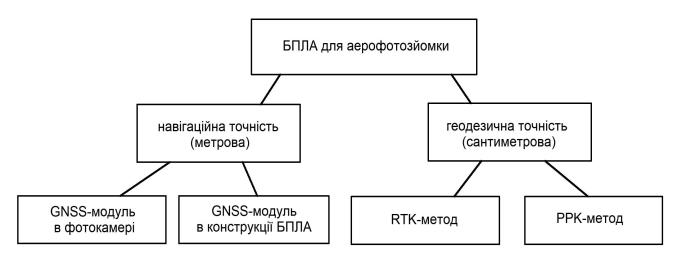 БПЛА для аерофотозйомки
навігаційна точність
(метрова)
геодезична точність
(сантиметрова)
GNSS-модуль
в фотокамері
GNSS-модуль
в конструкції БПЛА
RTK-метод
PPK-метод